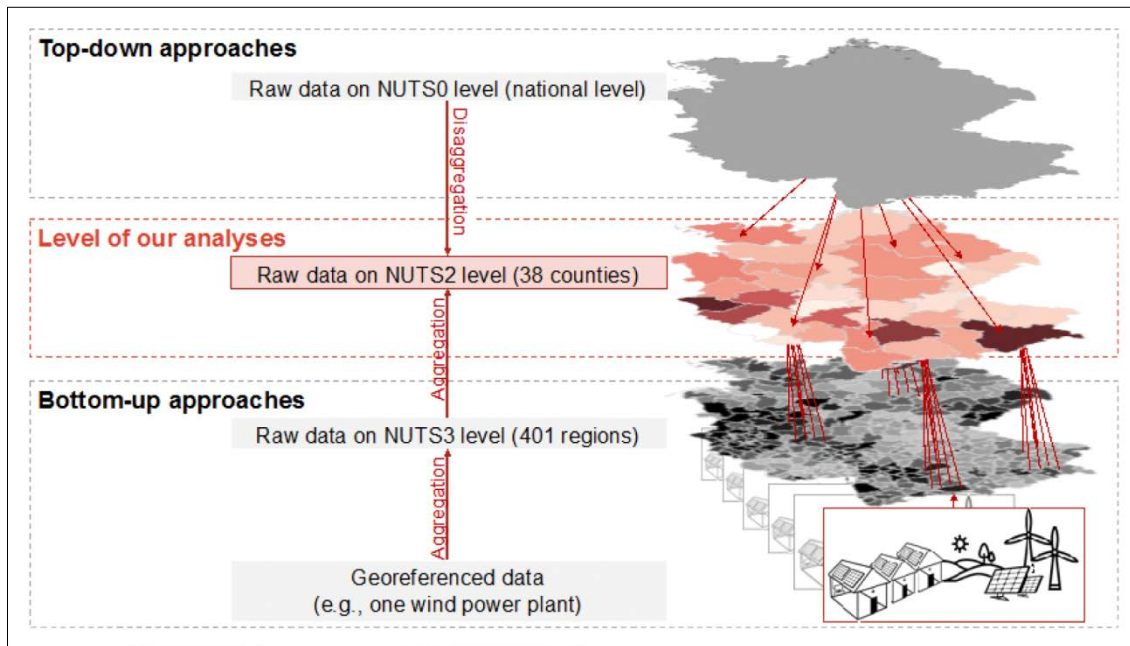 Top-down approaches
Raw data on NUTS0 level (national level)
Disaggregation
Level of our analyses
Raw data on NUTS2 level (38 counties)
Aggregation
Bottom-up approaches
Raw data on NUTS3 level (401 regions)
Aggregation
Georeferenced data
(e.g., one wind power plant)